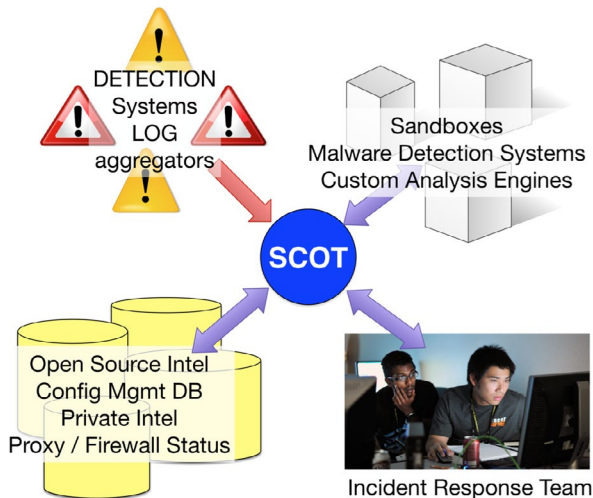 DETECTION
Systems
LOG
aggregators
Sandboxes
Malware Detection Systems
Custom Analysis Engines
SCOT
Open Source Intel
Config Mgmt DB
Private Intel
Proxy / Firewall Status
Incident Response Team